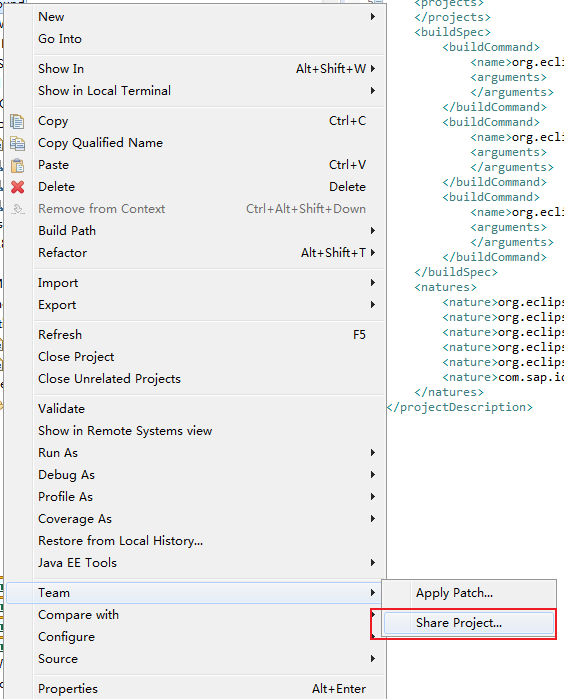 New
Go Into
Show In Alt+Shift+W
Show in Local Terminal
Copy Ctrl+C
Copy Qualified Name
Paste Ctrl+V
Delete Delete
Remove from Context Ctrl+Alt+Shift+Down
Build Path
Refactor Alt+Shift+T
Import
Export
Refresh F5
Close Project
Close Unrelated Projects
Validate
Show in Remote Systems view
Run As
Debug As
Profile As
Coverage As
Restore from Local History...
Java EE Tools
Team
Compare with
Configure
Source
Properties Alt+Enter
Apply Patch...
Share Project...
<projects>
</projects>
<buildSpec>
<buildCommand>
<name>org.ecli
<arguments>
</arguments>
</buildCommand>
<buildCommand>
<name>org.ecli
<arguments>
</arguments>
</buildCommand>
<buildCommand>
<name>org.ecli
<arguments>
</arguments>
</buildCommand>
</buildSpec>
<natures>
<nature>org.eclips
<nature>org.eclips
<nature>org.eclips
<nature>org.eclips
<nature>org.eclips
<nature>com.sap.id
</natures>
</projectDescription>